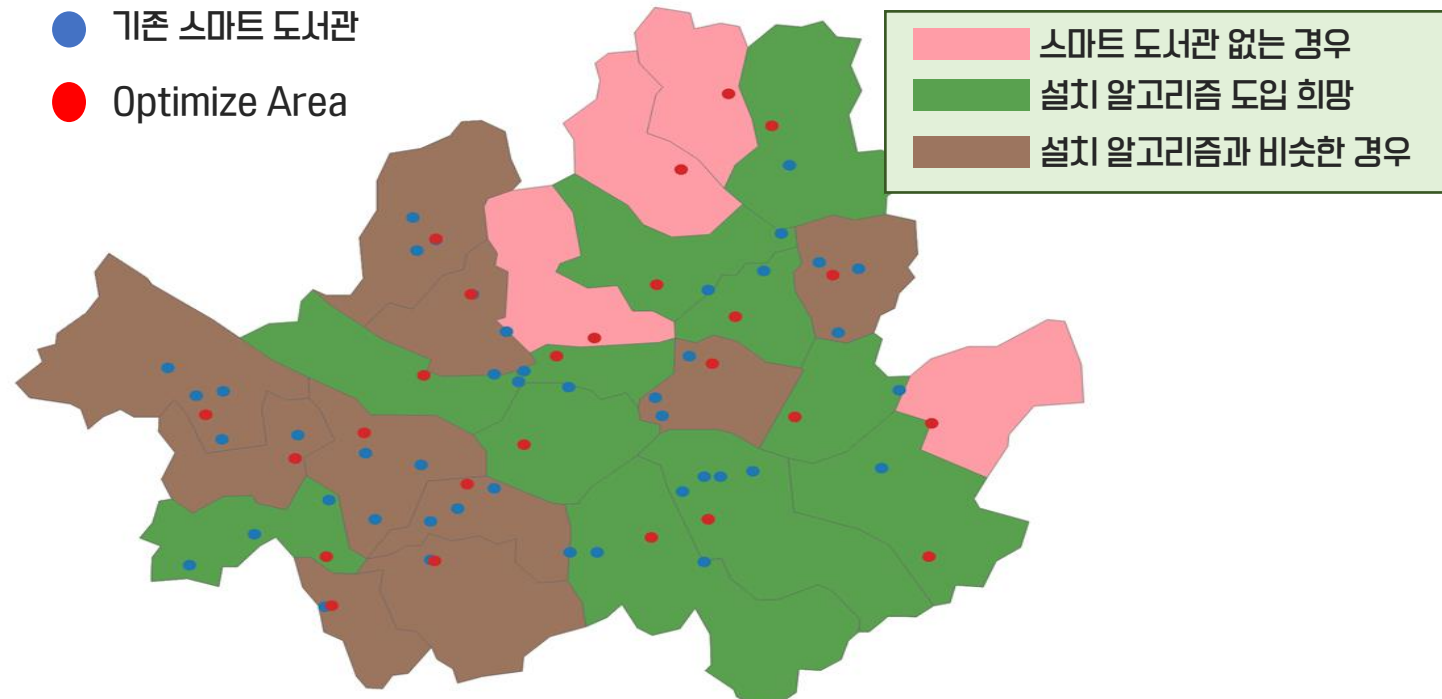 기존 스마트 도서관
Optimize Area
스마트 도서관 없는 경우
설치 알고리즘 도입 희망
설치 알고리즘과 비슷한 경우